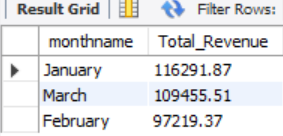 Result Grid Filter Rows:
monthname Total_Revenue
January 116291.87
March 109455.51
February 97219.37